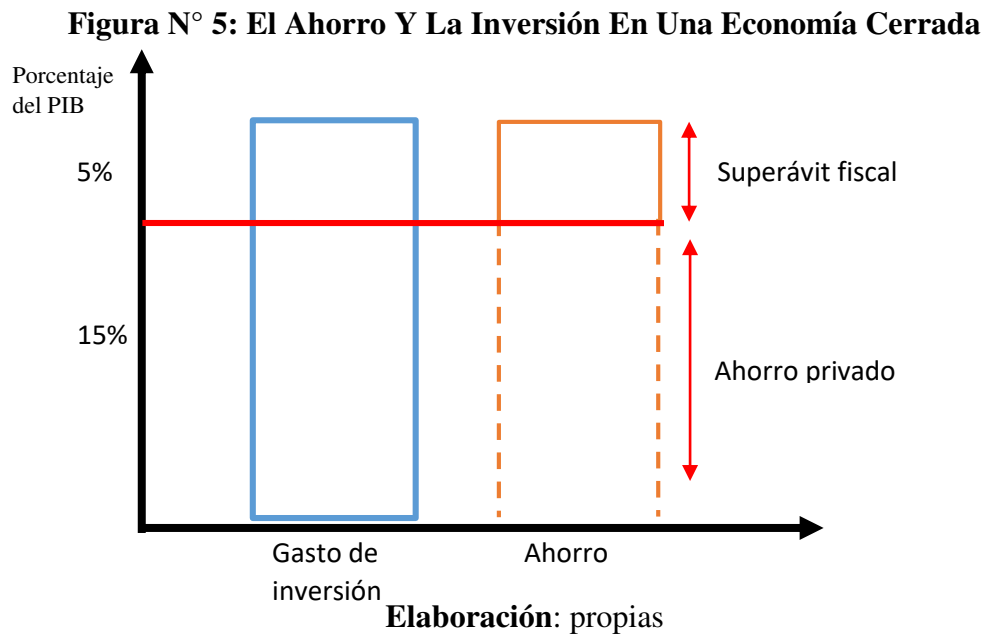 Figura N° 5: El Ahorro Y La Inversión En Una Economía Cerrada
Porcentaje
del PIB
5%
Superávit fiscal
15%
Ahorro privado
Gasto de
inversión
Ahorro
Elaboración: propias